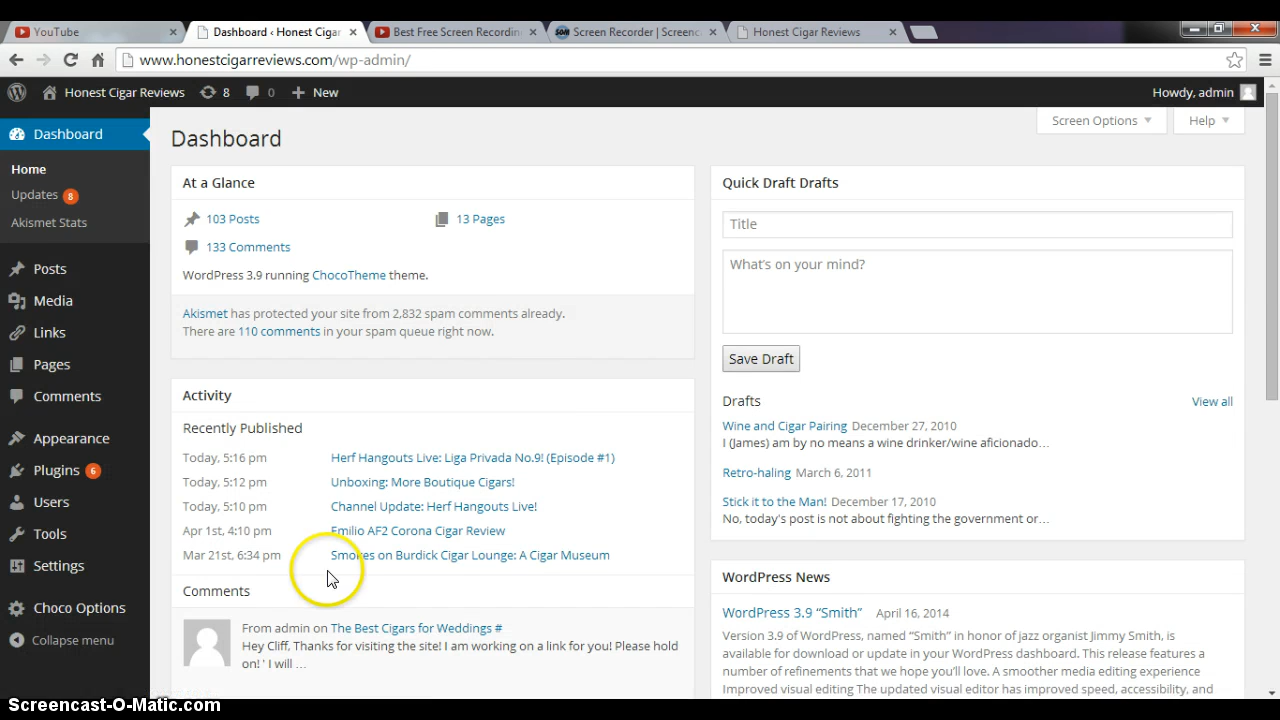 YouTube
Dashboard ‹ Honest Cigar
Best Free Screen Recordin
SOM Screen Recorder | Screenc
Honest Cigar Reviews
www.honestcigarreviews.com/wp-admin/
Honest Cigar Reviews 8 0 + New
Howdy, admin
Dashboard
Home
Updates 8
Akismet Stats
Posts
Media
Links
Pages
Comments
Appearance
Plugins 6
Users
Tools
Settings
Choco Options
Collapse menu
Screen Options
Help
Dashboard
At a Glance
103 Posts
13 Pages
133 Comments
WordPress 3.9 running ChocoTheme theme.
Akismet has protected your site from 2,832 spam comments already.
There are 110 comments in your spam queue right now.
Activity
Recently Published
Today, 5:16 pm Herf Hangouts Live: Liga Privada No.9! (Episode #1)
Today, 5:12 pm Unboxing: More Boutique Cigars!
Today, 5:10 pm Channel Update: Herf Hangouts Live!
Apr 1st, 4:10 pm Emilio AF2 Corona Cigar Review
Mar 21st, 6:34 pm Smokes on Burdick Cigar Lounge: A Cigar Museum
Comments
From admin on The Best Cigars for Weddings #
Hey Cliff, Thanks for visiting the site! I am working on a link for you! Please hold
on! ' I will ...
Quick Draft Drafts
Title
What's on your mind?
Save Draft
Drafts
View all
Wine and Cigar Pairing December 27, 2010
I (James) am by no means a wine drinker/wine aficionado…
Retro-haling March 6, 2011
Stick it to the Man! December 17, 2010
No, today's post is not about fighting the government or…
WordPress News
WordPress 3.9 “Smith” April 16, 2014
Version 3.9 of WordPress, named “Smith” in honor of jazz organist Jimmy Smith, is
available for download or update in your WordPress dashboard. This release features a
number of refinements that we hope you'll love. A smoother media editing experience
Improved visual editing The updated visual editor has improved speed, accessibility, and
Screencast-O-Matic.com